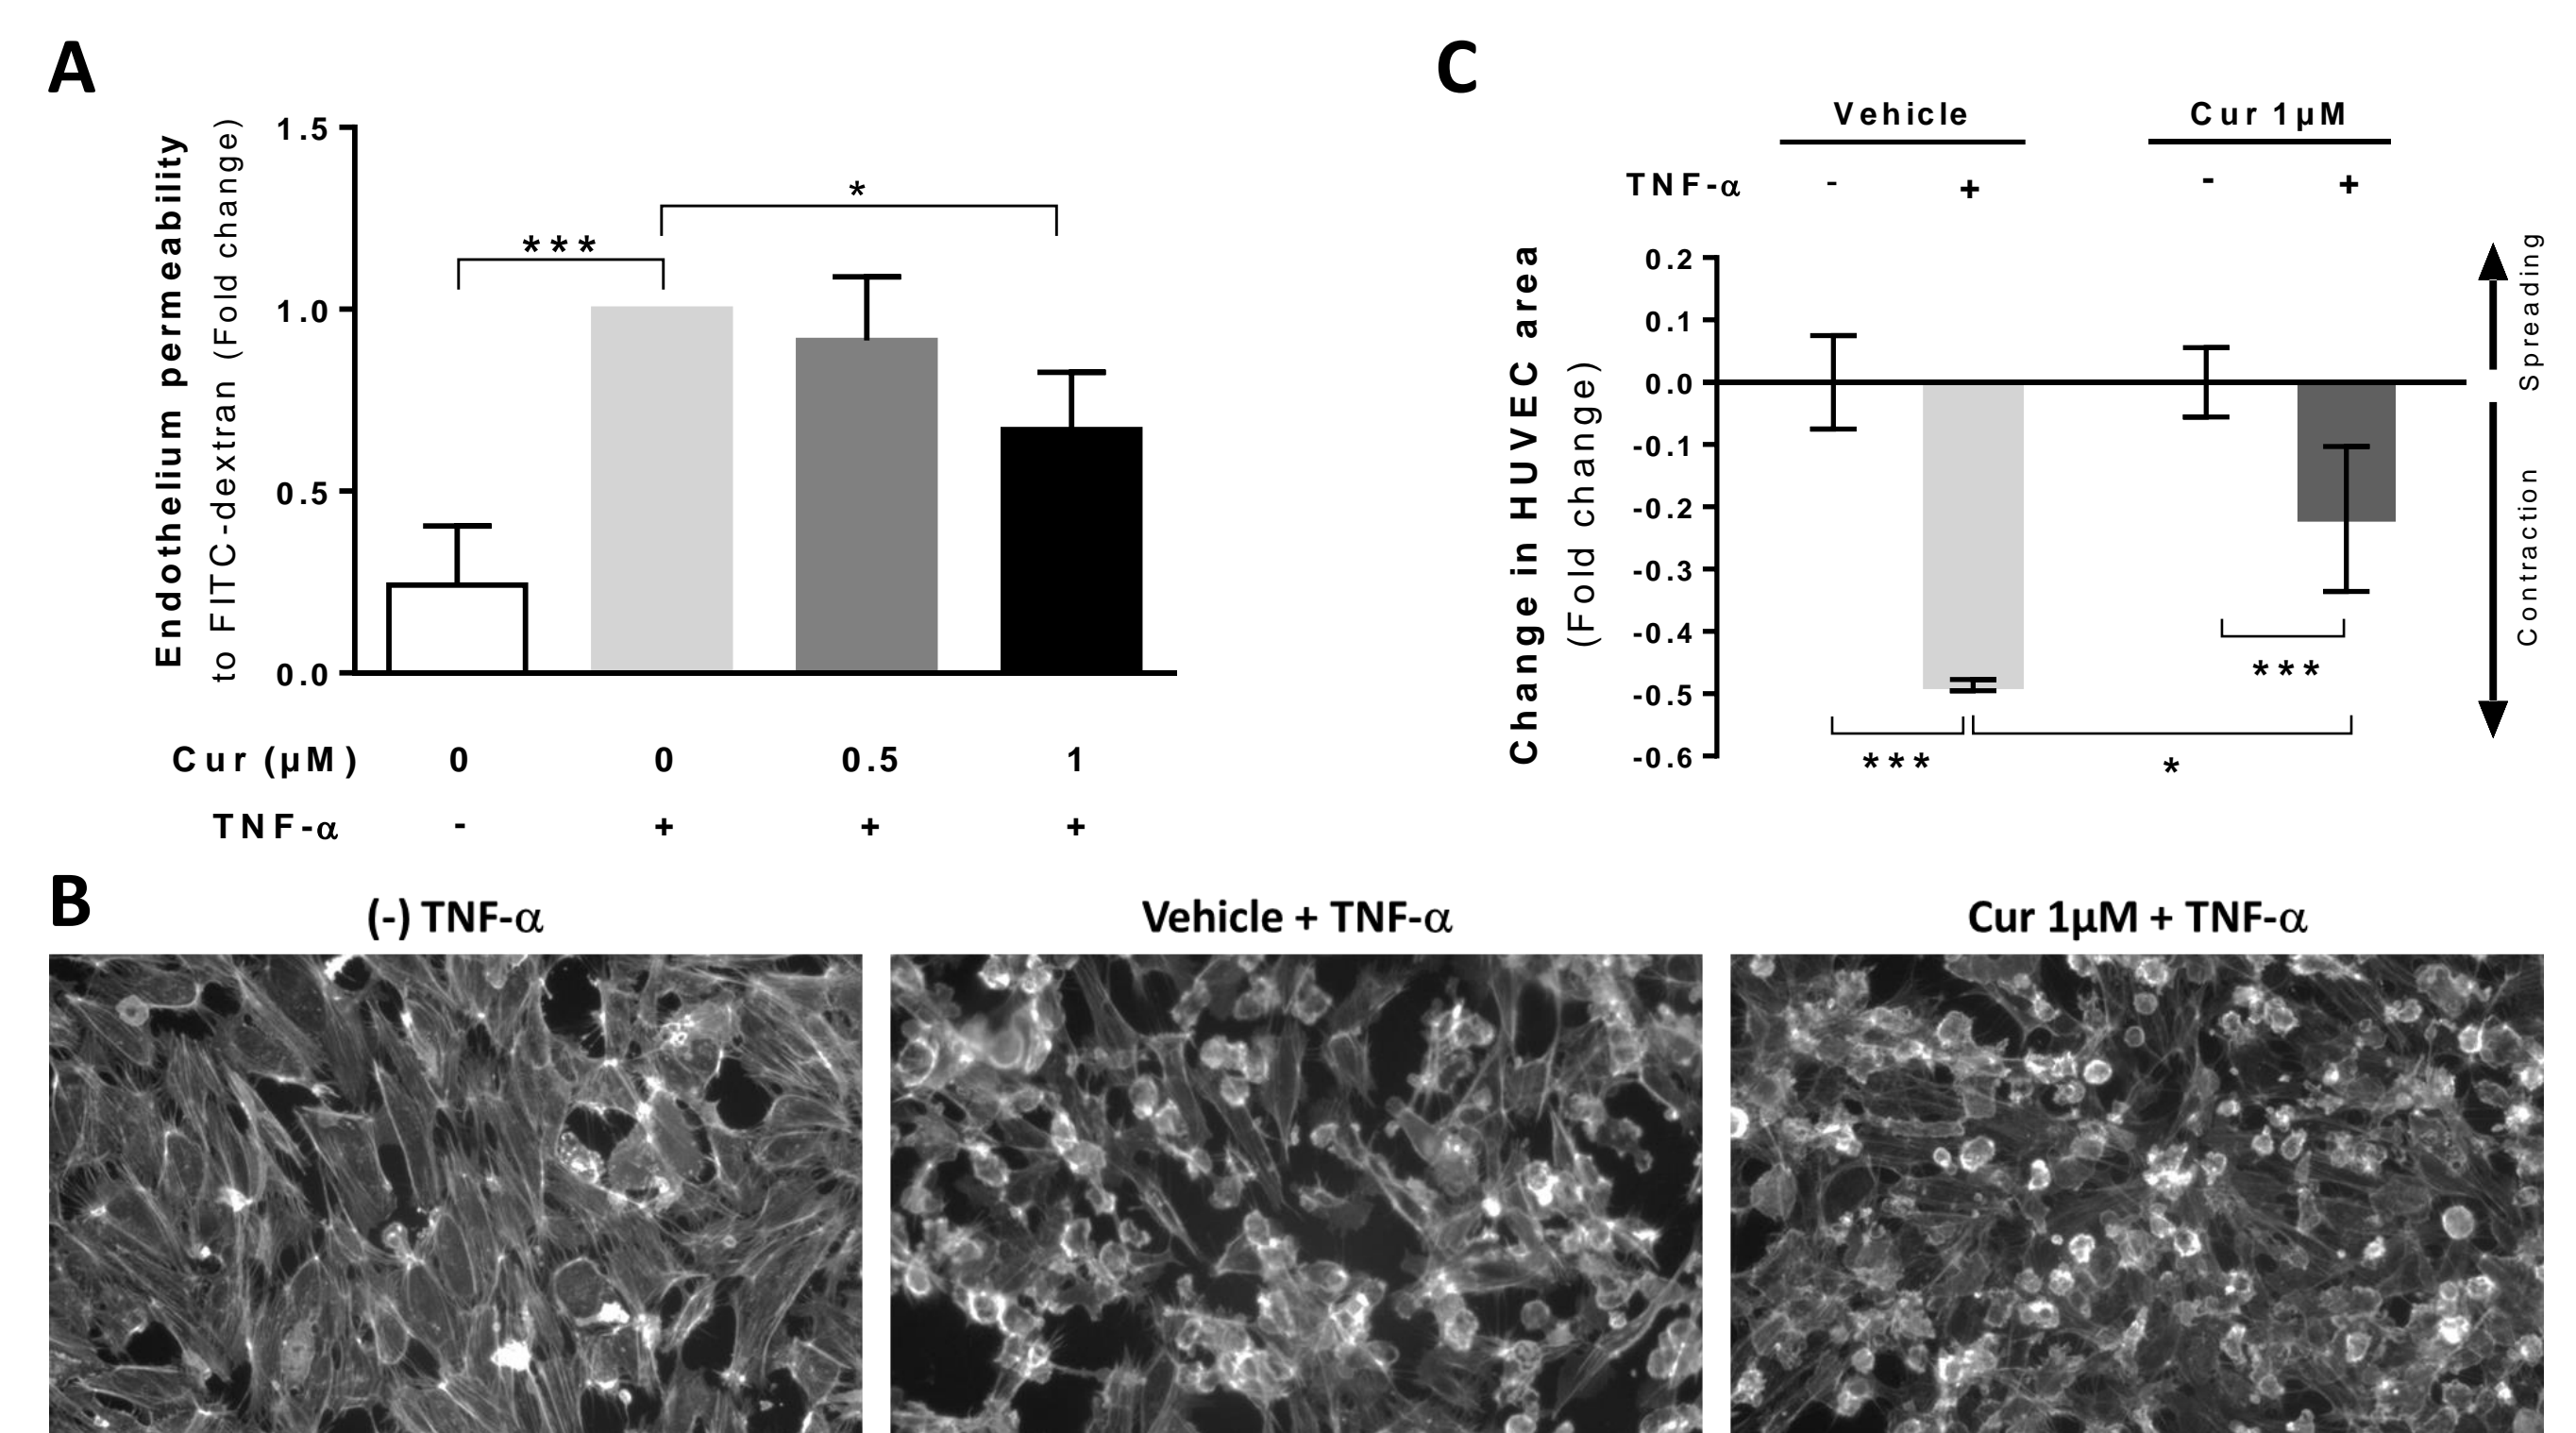 A
Endothelium permeability
to FITC-dextran (Fold change)
1.5
1.0
0.5
0.0
***
*
Cur (µM) 0 0 0.5 1
TNF-α - + + +
C
Vehicle Cur 1µM
TNF-α - + - +
Change in HUVEC area
(Fold change)
0.2
0.1
0.0
-0.1
-0.2
-0.3
-0.4
-0.5
-0.6
***
***
*
Spreading
Contraction
B
(-) TNF-α Vehicle + TNF-α Cur 1µM + TNF-α